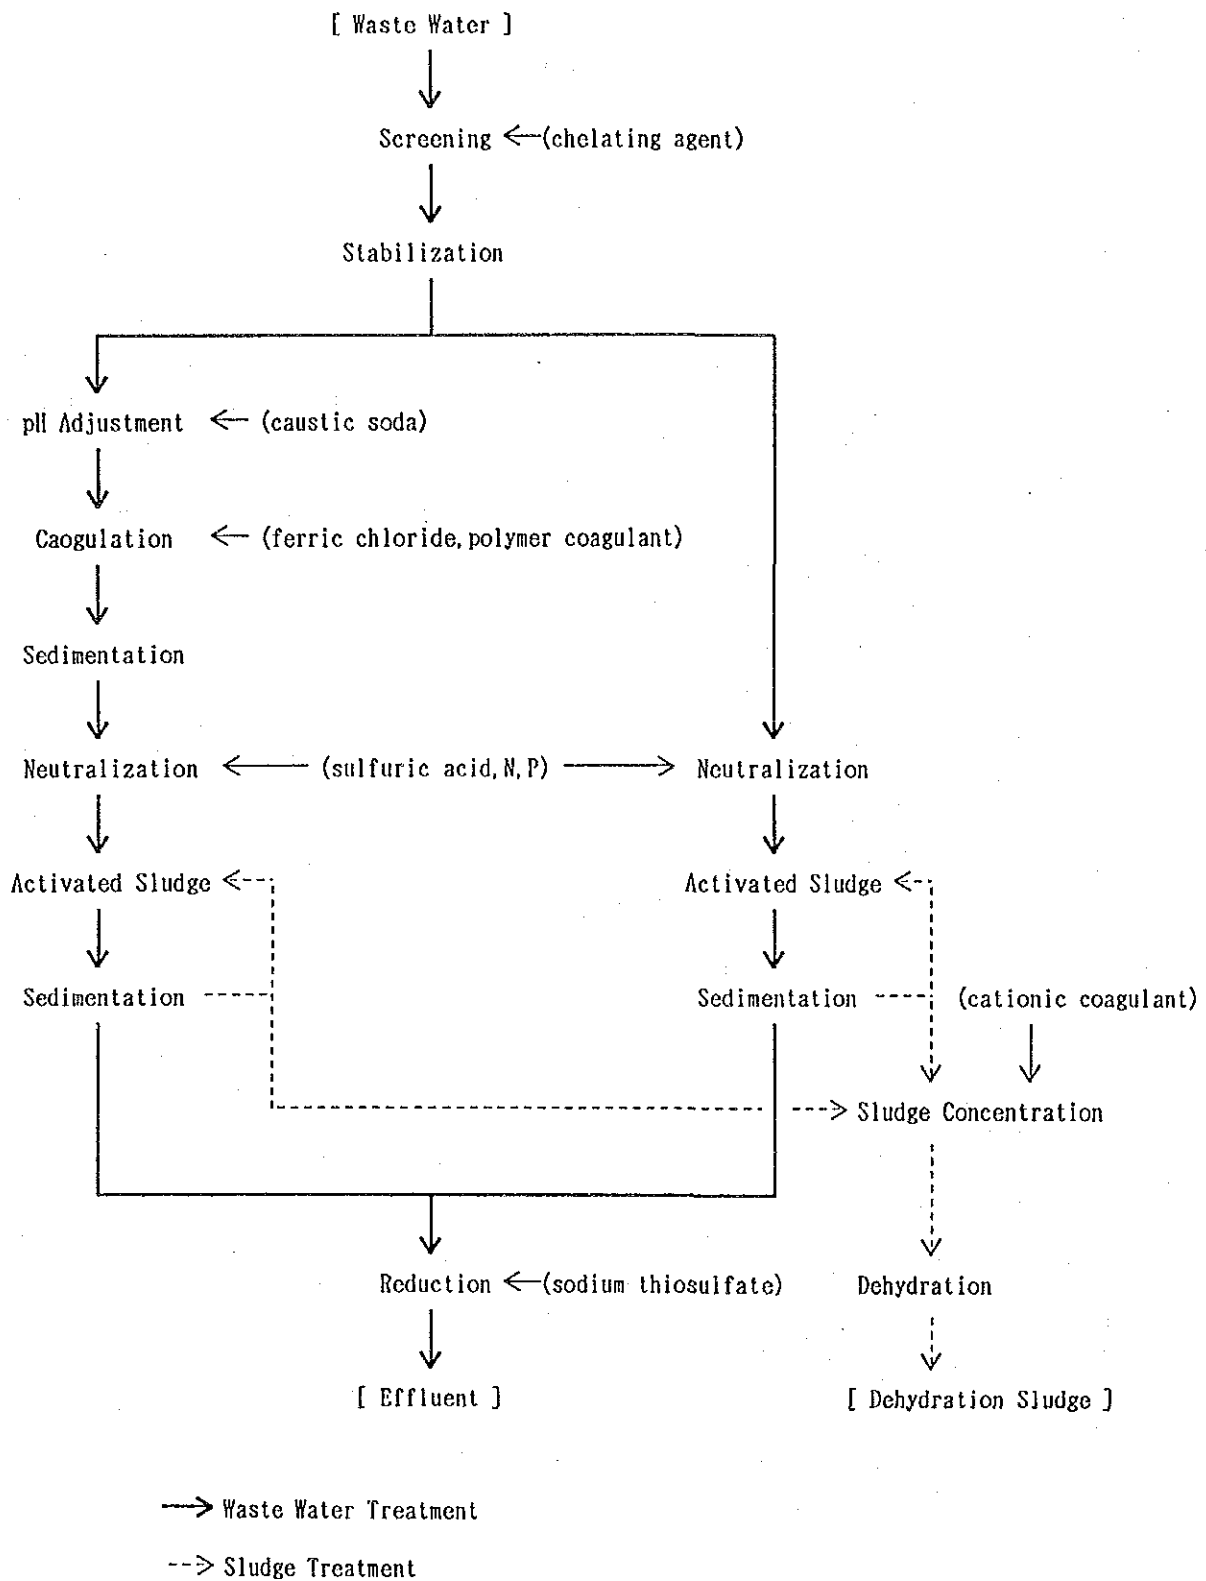 [ Waste Water ]
Screening (chelating agent)
Stabilization
pH Adjustment (caustic soda)
Caogulation (ferric chloride, polymer coagulant)
Sedimentation
Neutralization (sulfuric acid, N, P) Neutralization
Activated Sludge Activated Sludge
Sedimentation Sedimentation (cationic coagulant)
Sludge Concentration
Reduction (sodium thiosulfate) Dehydration
[ Effluent ] [ Dehydration Sludge ]
Waste Water Treatment
Sludge Treatment